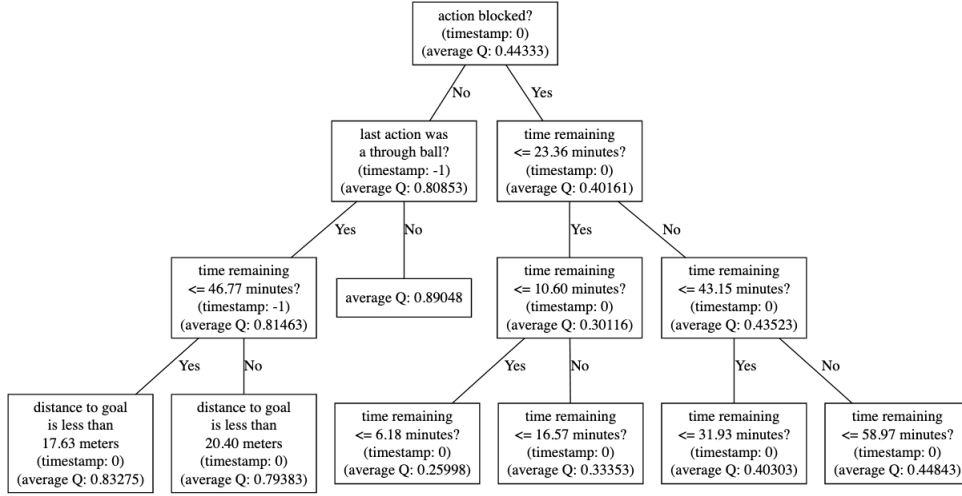 action blocked?
(timestamp: 0)
(average Q: 0.44333)
No
Yes
last action was
a through ball?
(timestamp: -1)
(average Q: 0.80853)
time remaining
<= 23.36 minutes?
(timestamp: 0)
(average Q: 0.40161)
Yes
No
Yes
No
time remaining
<= 46.77 minutes?
(timestamp: -1)
(average Q: 0.81463)
average Q: 0.89048
time remaining
<= 10.60 minutes?
(timestamp: 0)
(average Q: 0.30116)
time remaining
<= 43.15 minutes?
(timestamp: 0)
(average Q: 0.43523)
Yes
No
Yes
No
Yes
No
distance to goal
is less than
17.63 meters
(timestamp: 0)
(average Q: 0.83275)
distance to goal
is less than
20.40 meters
(timestamp: 0)
(average Q: 0.79383)
time remaining
<= 6.18 minutes?
(timestamp: 0)
(average Q: 0.25998)
time remaining
<= 16.57 minutes?
(timestamp: 0)
(average Q: 0.33353)
time remaining
<= 31.93 minutes?
(timestamp: 0)
(average Q: 0.40303)
time remaining
<= 58.97 minutes?
(timestamp: 0)
(average Q: 0.44843)